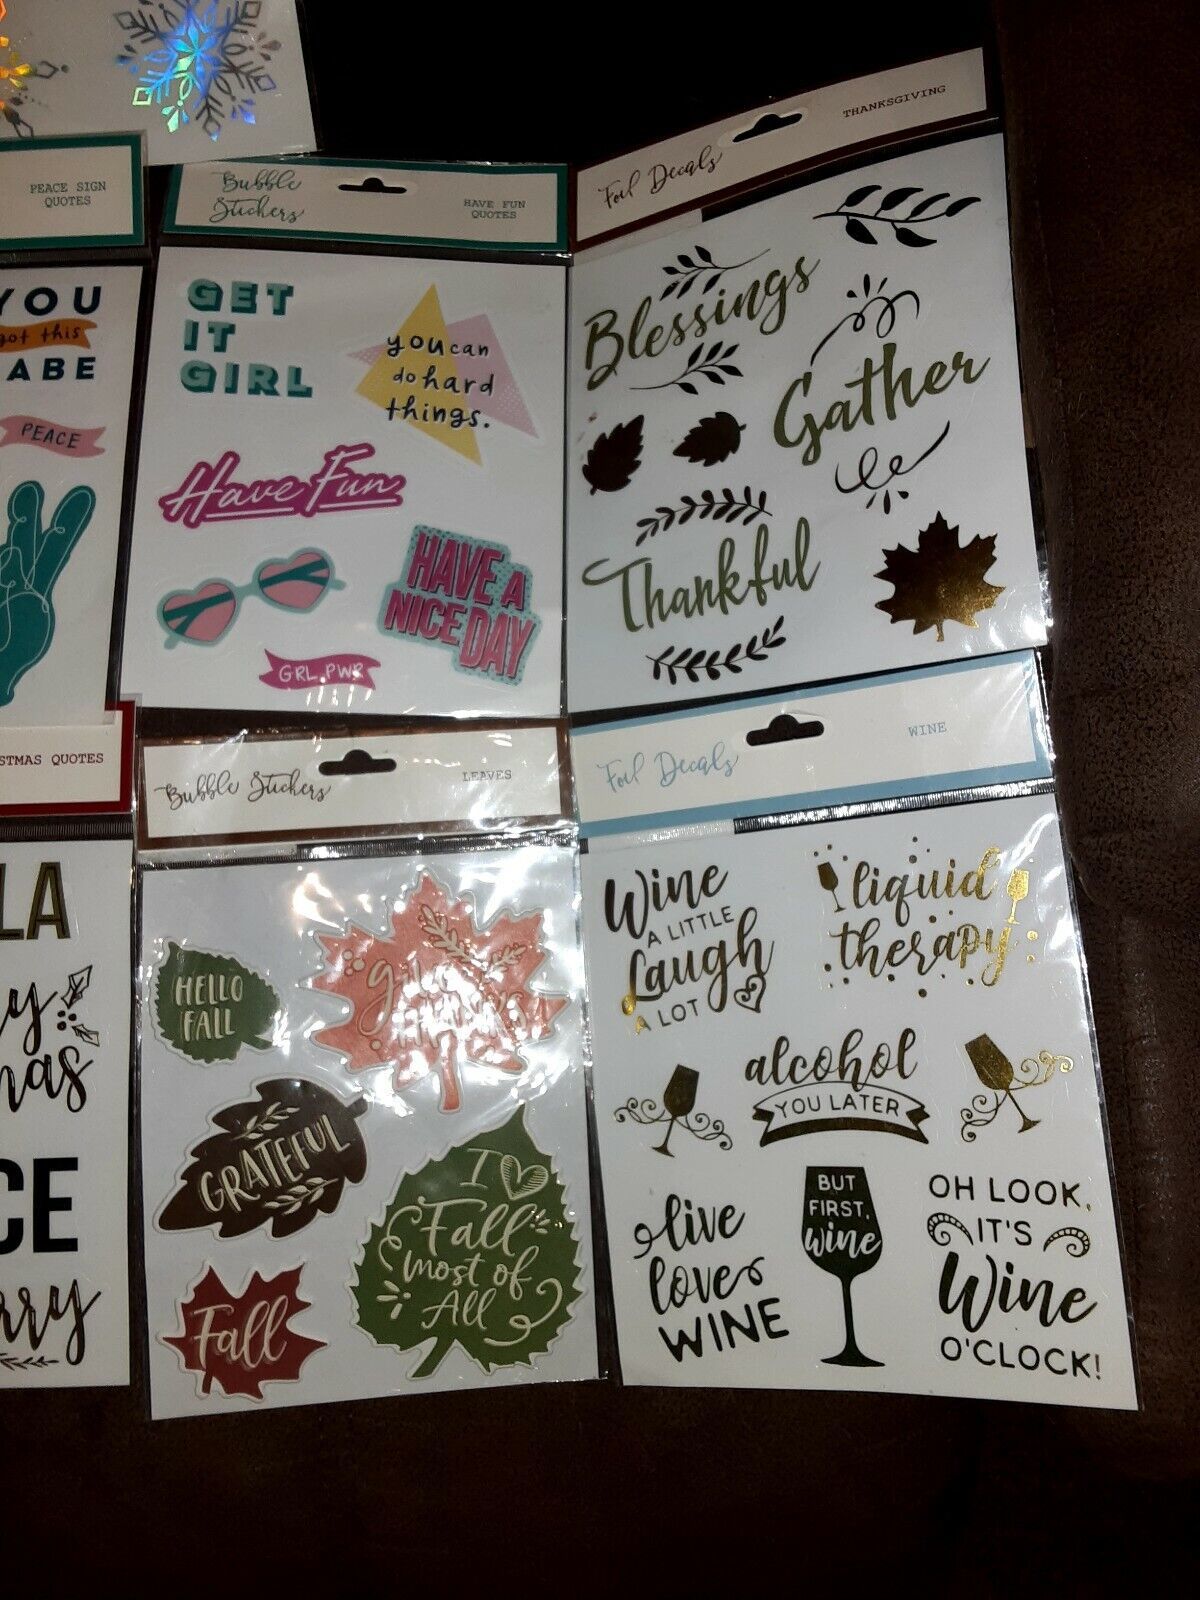 PEACE SIGN
QUOTES
YOU
got this
ABE
PEACE
Bubble
Stickers
HAVE FUN
QUOTES
GET
IT
GIRL
you can
do hard
things.
Have Fun
HAVE A
NICE DAY
GRL PWR
Foil Decals
THANKSGIVING
Blessings
Gather
Thankful
STMAS QUOTES
LA
y
mas
CE
rry
Bubble Stickers
LEAVES
HELLO
FALL
GRATEFUL
I
Fall
most of
All
Fall
Foil Decals
WINE
Wine
A LITTLE
Laugh
A LOT
liquid
therapy
alcohol
YOU LATER
live
love
WINE
BUT
FIRST,
wine
OH LOOK,
IT'S
Wine
O'CLOCK!